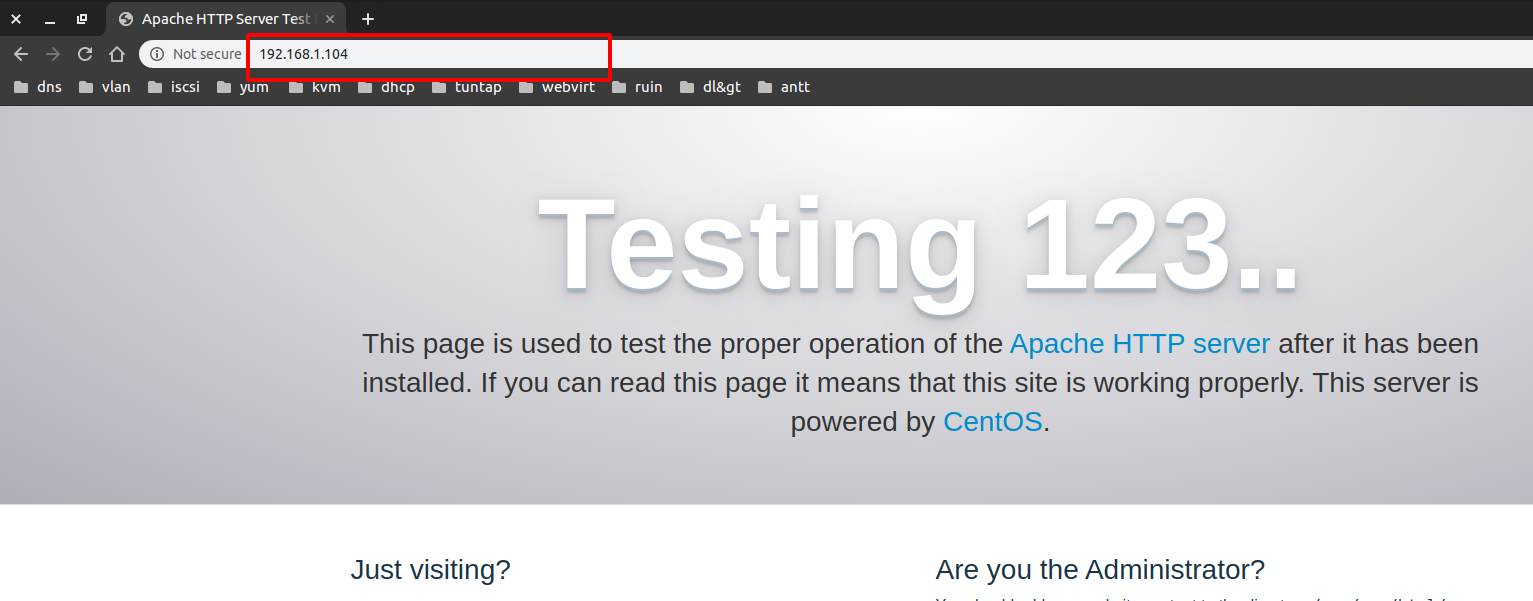 Apache HTTP Server Test
Not secure 192.168.1.104
dns vlan iscsi yum kvm dhcp tuntap webvirt ruin dl&gt antt
Testing 123..
This page is used to test the proper operation of the Apache HTTP server after it has been
installed. If you can read this page it means that this site is working properly. This server is
powered by CentOS.
Just visiting?
Are you the Administrator?